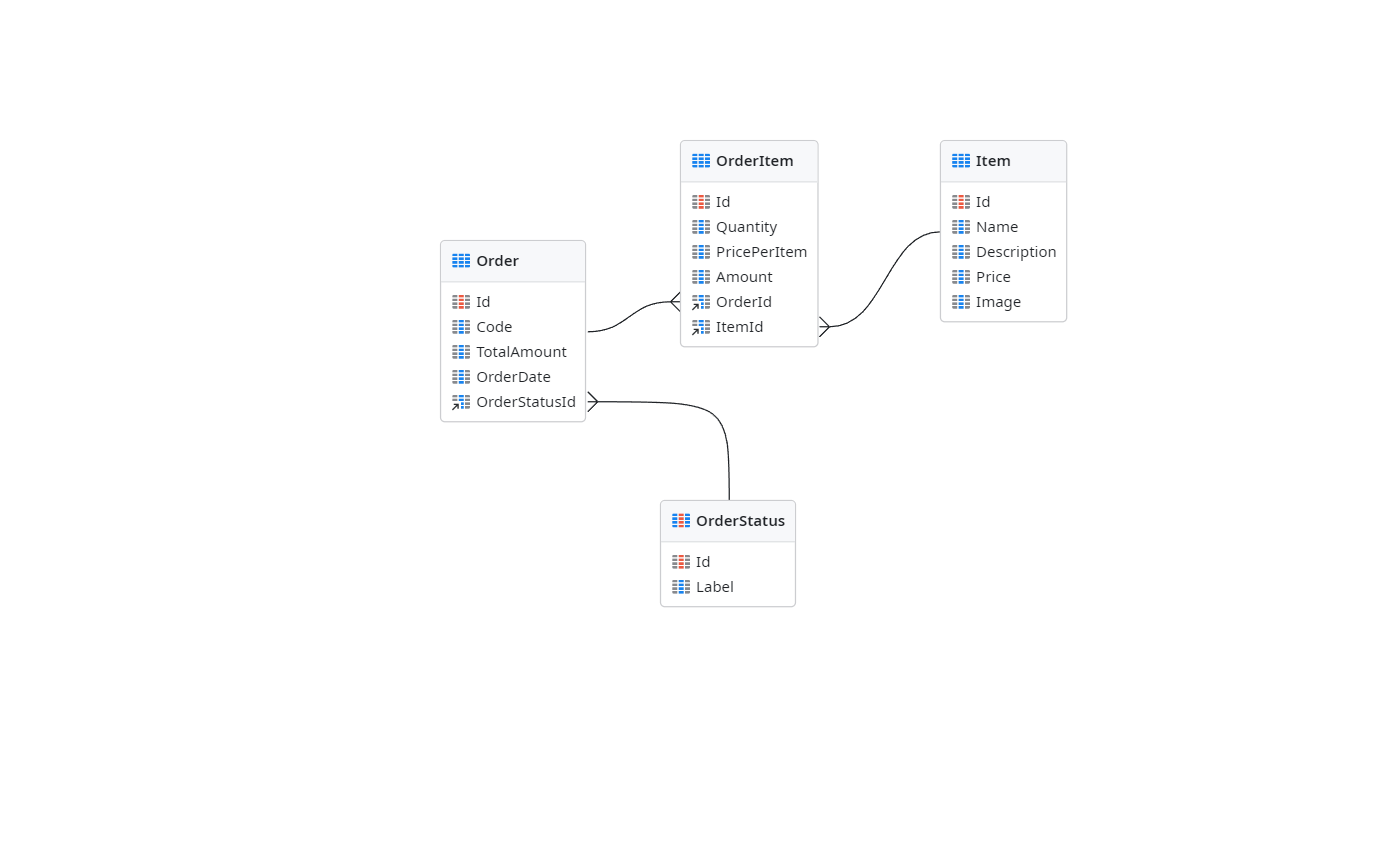 OrderItem
Id
Quantity
PricePerItem
Amount
OrderId
ItemId
Item
Id
Name
Description
Price
Image
Order
Id
Code
TotalAmount
OrderDate
OrderStatusId
OrderStatus
Id
Label